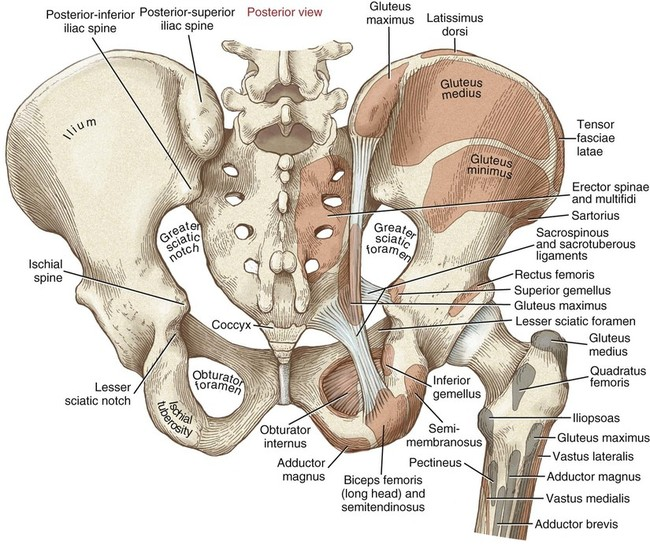 Posterior-inferior
iliac spine
Posterior-superior
iliac spine
Posterior view
Gluteus
maximus
Latissimus
dorsi
Ilium
Gluteus
medius
Tensor
fasciae
latae
Gluteus
minimus
Erector spinae
and multifidi
Sartorius
Greater
sciatic
notch
Greater
sciatic
foramen
Sacrospinous
and sacrotuberous
ligaments
Ischial
spine
Rectus femoris
Superior gemellus
Gluteus maximus
Coccyx
Lesser sciatic foramen
Gluteus
medius
Lesser
sciatic notch
Obturator
foramen
Inferior
gemellus
Quadratus
femoris
Ischial
tuberosity
Obturator
internus
Semi-
membranosus
Iliopsoas
Gluteus maximus
Adductor
magnus
Pectineus
Vastus lateralis
Biceps femoris
(long head) and
semitendinosus
Adductor magnus
Vastus medialis
Adductor brevis